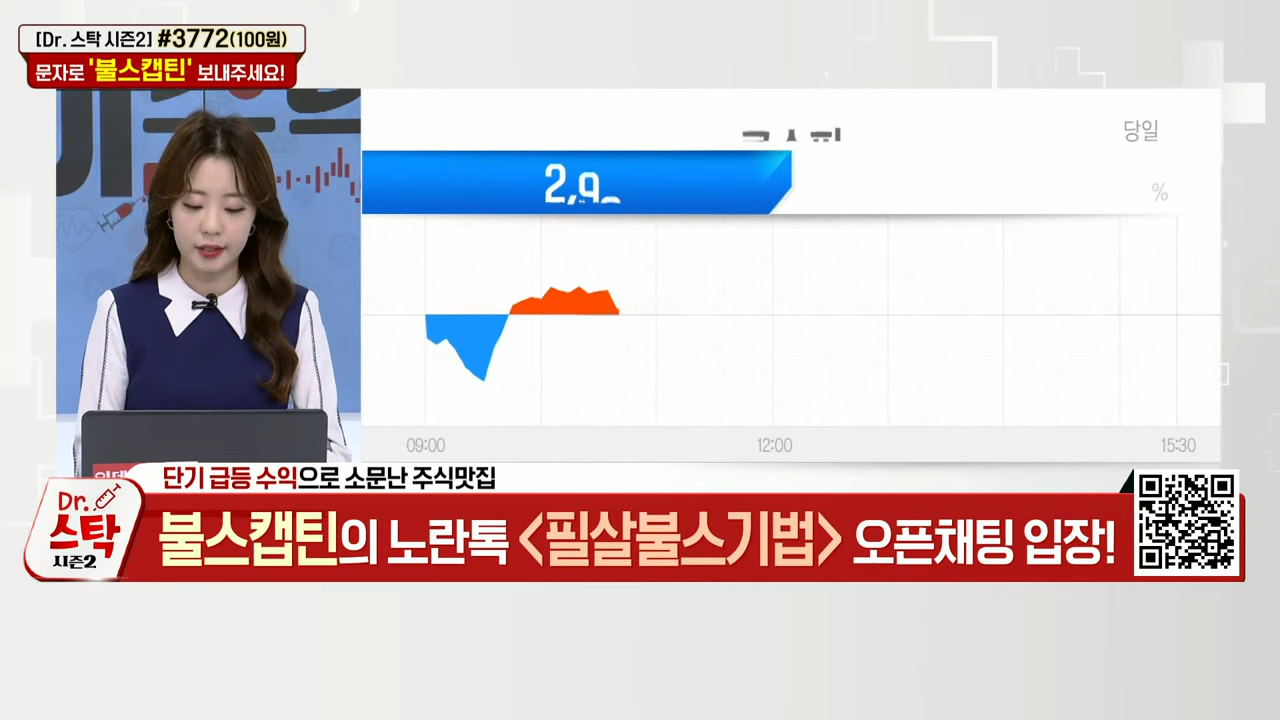 [Dr. 스탁 시즌2] #3772(100원)
문자로 '불스캡틴' 보내주세요!
당일
%
09:00
12:00
15:30
단기 급등 수익으로 소문난 주식맛집
Dr.
스탁
시즌2
불스캡틴의 노란톡 <필살불스기법> 오픈채팅 입장!